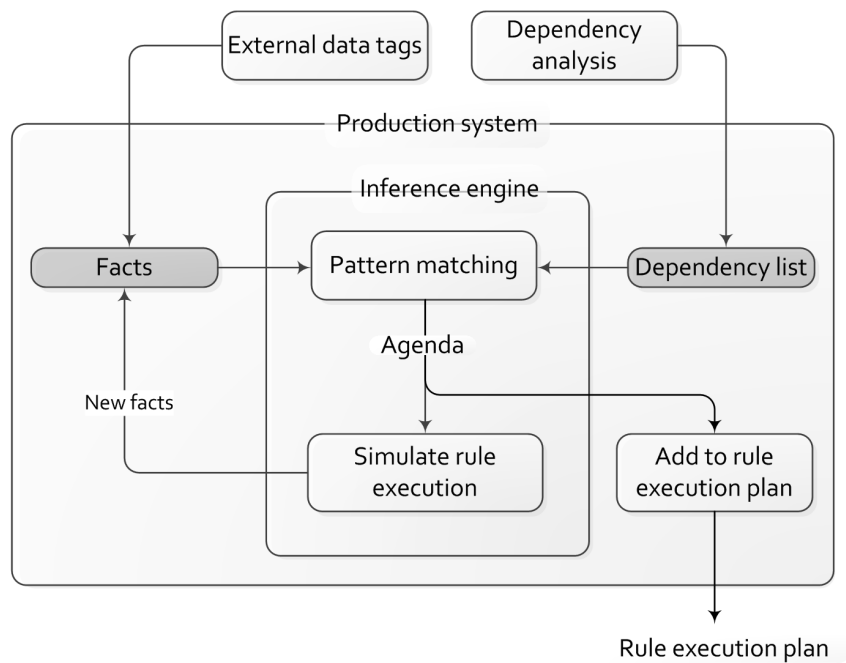 External data tags
Dependency
analysis
Production system
Inference engine
Facts
Pattern matching
Dependency list
Agenda
New facts
Simulate rule
execution
Add to rule
execution plan
Rule execution plan